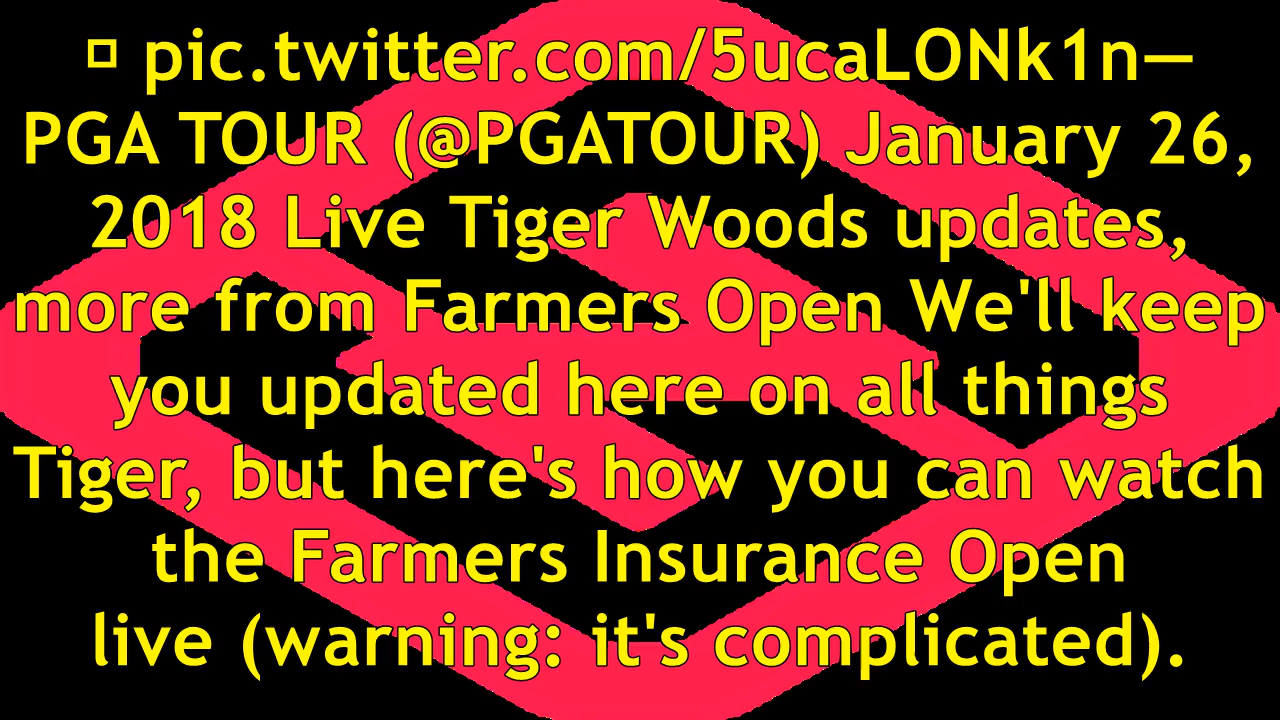 pic.twitter.com/5ucaLONk1n—
PGA TOUR (@PGATOUR) January 26,
2018 Live Tiger Woods updates,
more from Farmers Open We'll keep
you updated here on all things
Tiger, but here's how you can watch
the Farmers Insurance Open
live (warning: it's complicated).